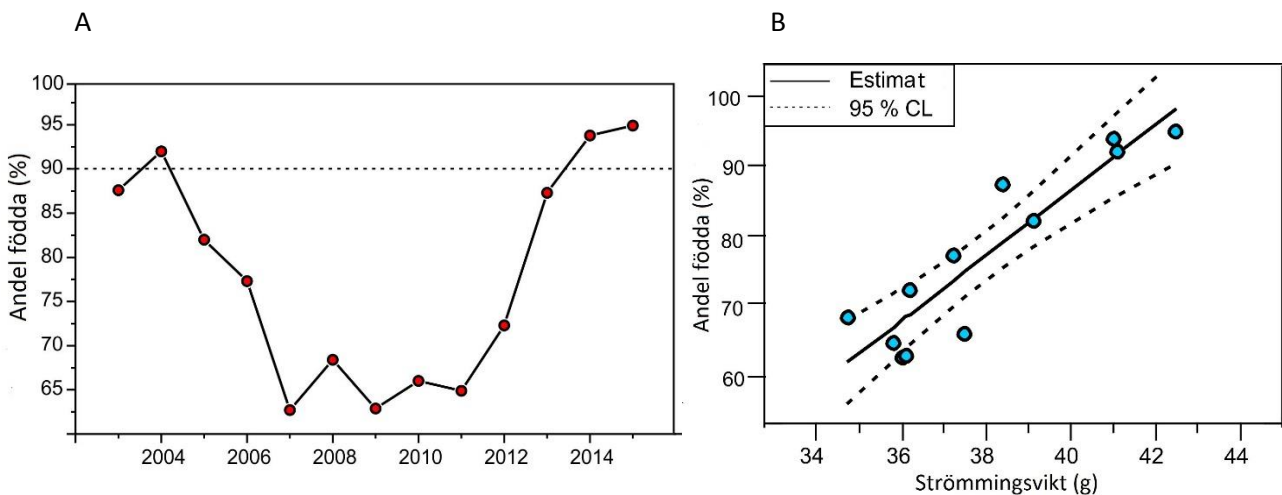 A
100
95
90
85
80
75
70
65
Andel födda (%)
2004 2006 2008 2010 2012 2014
B
Estimat
95 % CL
100
90
80
70
60
Andel födda (%)
34 36 38 40 42 44
Strömmingsvikt (g)